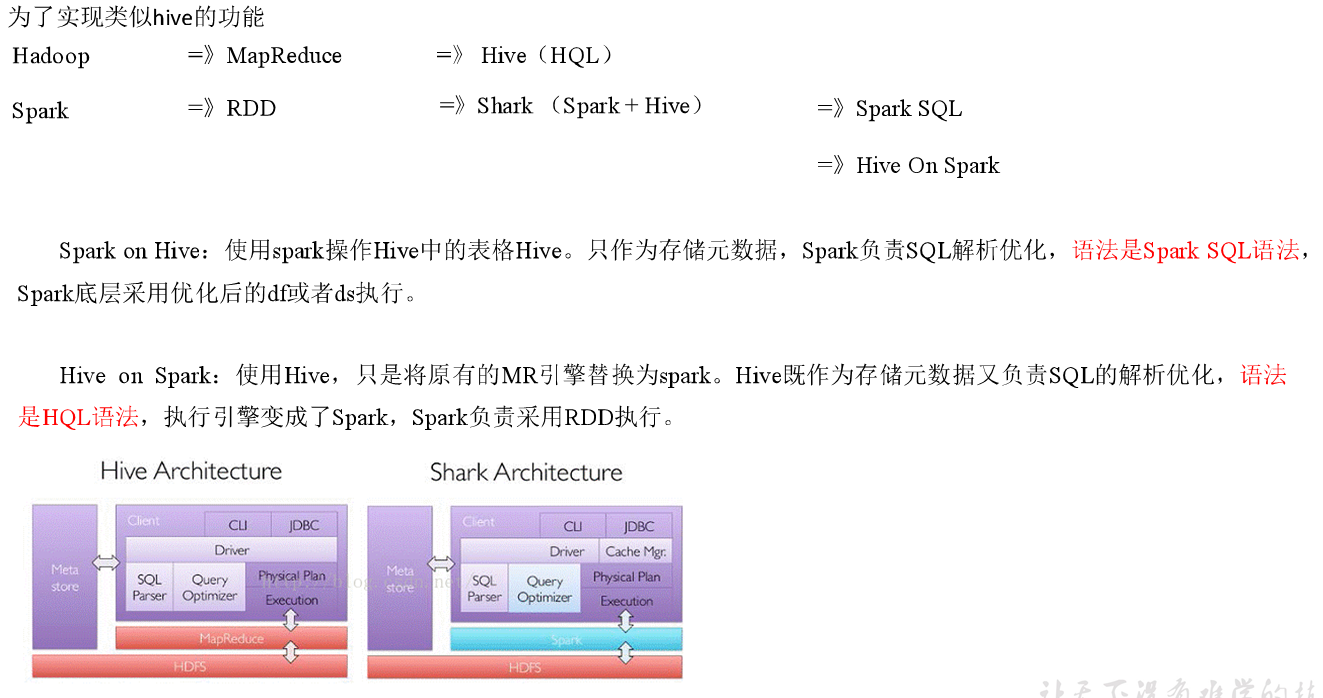 为了实现类似hive的功能
Hadoop =》MapReduce =》 Hive（HQL）
Spark =》RDD =》Shark （Spark + Hive） =》Spark SQL
=》Hive On Spark
Spark on Hive：使用spark操作Hive中的表格Hive。只作为存储元数据，Spark负责SQL解析优化，语法是Spark SQL语法，
Spark底层采用优化后的df或者ds执行。
Hive on Spark：使用Hive，只是将原有的MR引擎替换为spark。Hive既作为存储元数据又负责SQL的解析优化，语法
是HQL语法，执行引擎变成了Spark，Spark负责采用RDD执行。
Hive Architecture
Meta
store
Client
CLI
JDBC
Driver
SQL
Parser
Query
Optimizer
Physical Plan
Execution
MapReduce
HDFS
Shark Architecture
Meta
store
Client
CLI
JDBC
Driver
Cache Mgr.
SQL
Parser
Query
Optimizer
Physical Plan
Execution
Spark
HDFS